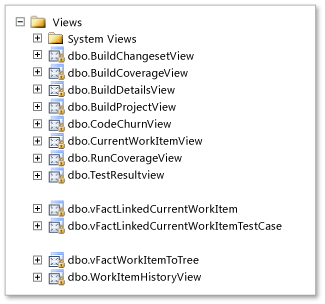 Views
System Views
dbo.BuildChangesetView
dbo.BuildCoverageView
dbo.BuildDetailsView
dbo.BuildProjectView
dbo.CodeChurnView
dbo.CurrentWorkItemView
dbo.RunCoverageView
dbo.TestResultview
dbo.vFactLinkedCurrentWorkItem
dbo.vFactLinkedCurrentWorkItemTestCase
dbo.vFactWorkItemToTree
dbo.WorkItemHistoryView